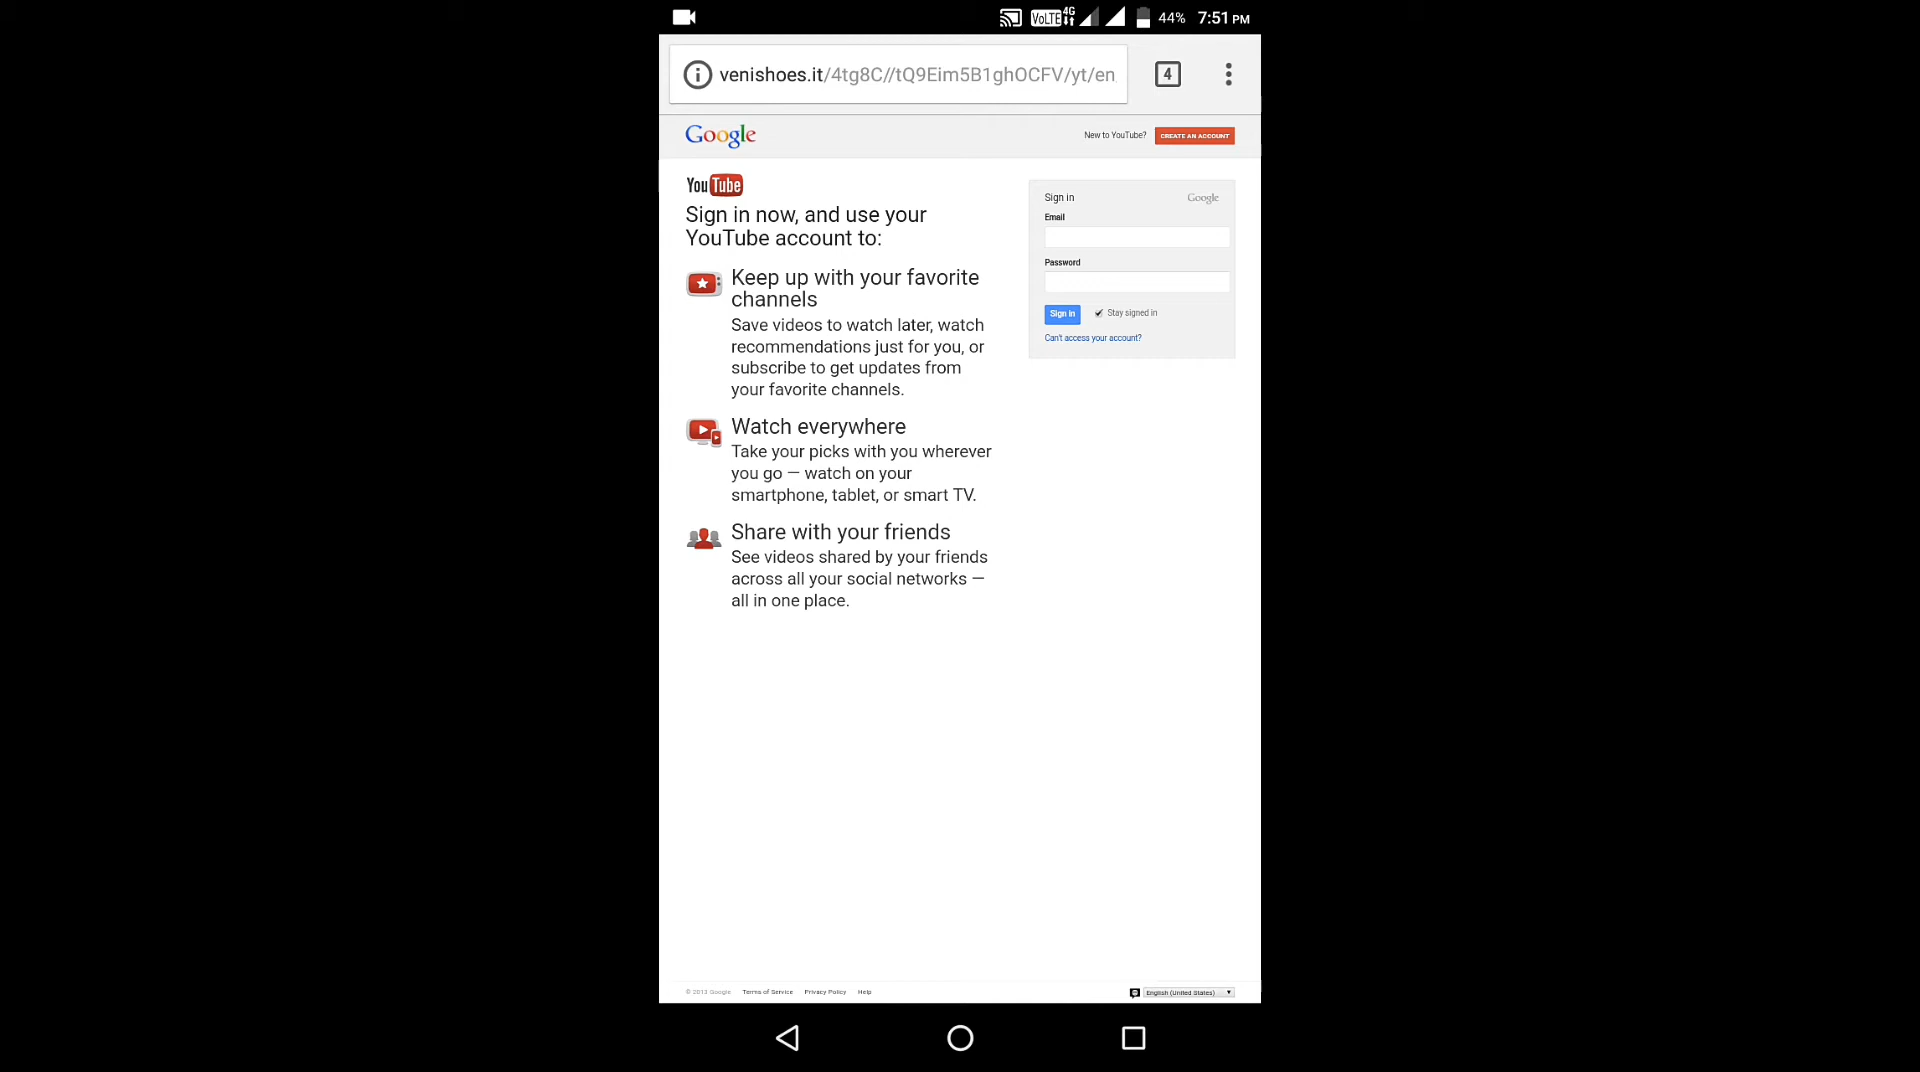 VoLTE 4G 44% 7:51 PM
venishoes.it/4tg8C//tQ9Eim5B1ghOCFV/yt/en
4
Google
New to YouTube? CREATE AN ACCOUNT
YouTube
Sign in now, and use your
YouTube account to:
Keep up with your favorite
channels
Save videos to watch later, watch
recommendations just for you, or
subscribe to get updates from
your favorite channels.
Watch everywhere
Take your picks with you wherever
you go — watch on your
smartphone, tablet, or smart TV.
Share with your friends
See videos shared by your friends
across all your social networks —
all in one place.
Sign in Google
Email
Password
Sign in Stay signed in
Can't access your account?
© 2013 Google Terms of Service Privacy Policy Help
English (United States)